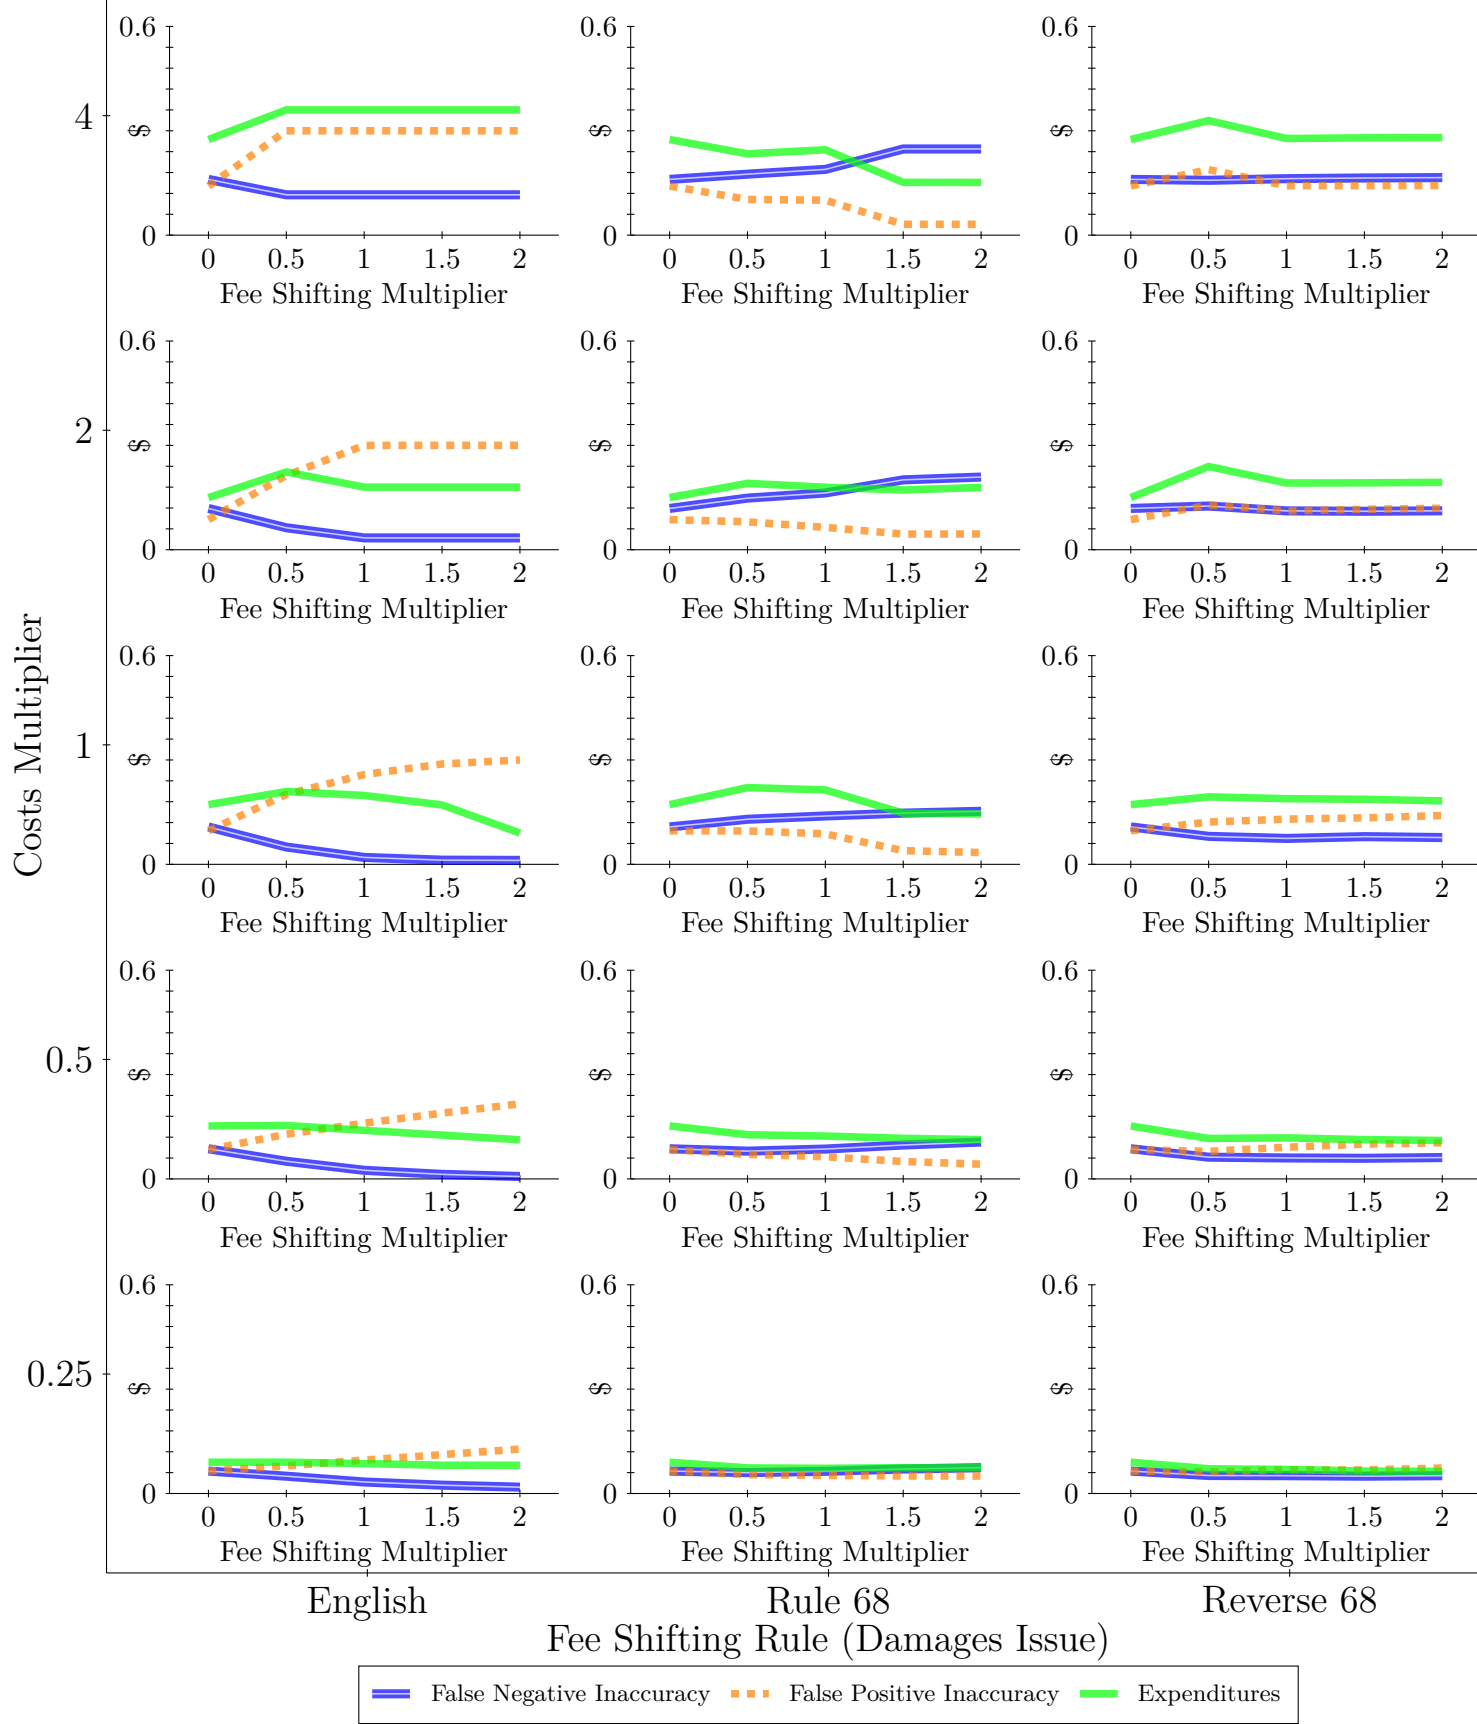 Costs Multiplier
4
0.6
$
0
0 0.5 1 1.5 2
Fee Shifting Multiplier
0.6
$
0
0 0.5 1 1.5 2
Fee Shifting Multiplier
0.6
$
0
0 0.5 1 1.5 2
Fee Shifting Multiplier
2
0.6
$
0
0 0.5 1 1.5 2
Fee Shifting Multiplier
0.6
$
0
0 0.5 1 1.5 2
Fee Shifting Multiplier
0.6
$
0
0 0.5 1 1.5 2
Fee Shifting Multiplier
1
0.6
$
0
0 0.5 1 1.5 2
Fee Shifting Multiplier
0.6
$
0
0 0.5 1 1.5 2
Fee Shifting Multiplier
0.6
$
0
0 0.5 1 1.5 2
Fee Shifting Multiplier
0.5
0.6
$
0
0 0.5 1 1.5 2
Fee Shifting Multiplier
0.6
$
0
0 0.5 1 1.5 2
Fee Shifting Multiplier
0.6
$
0
0 0.5 1 1.5 2
Fee Shifting Multiplier
0.25
0.6
$
0
0 0.5 1 1.5 2
Fee Shifting Multiplier
0.6
$
0
0 0.5 1 1.5 2
Fee Shifting Multiplier
0.6
$
0
0 0.5 1 1.5 2
Fee Shifting Multiplier
English Rule 68 Reverse 68
Fee Shifting Rule (Damages Issue)
False Negative Inaccuracy False Positive Inaccuracy Expenditures